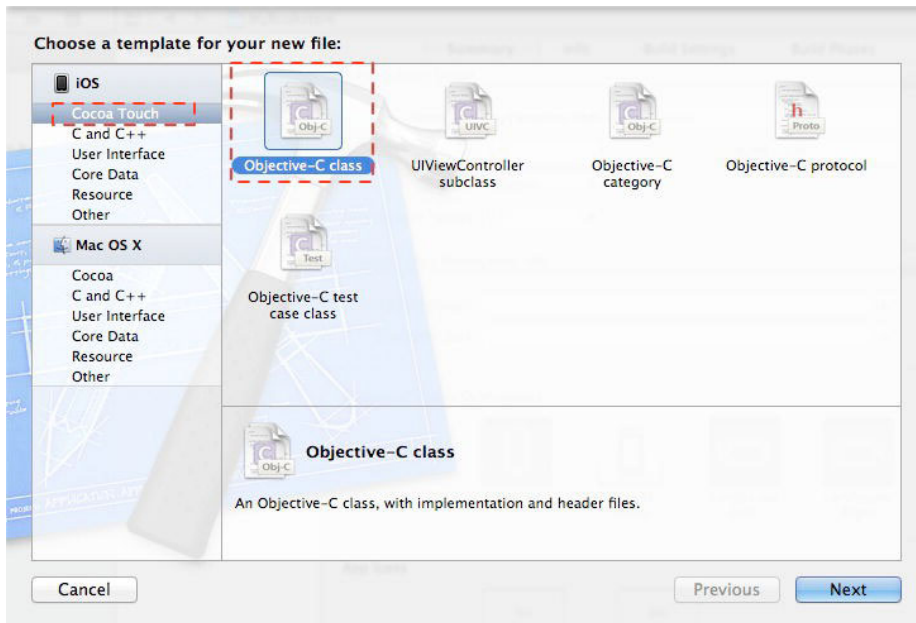 Choose a template for your new file:
iOS
Cocoa Touch
C and C++
User Interface
Core Data
Resource
Other
Mac OS X
Cocoa
C and C++
User Interface
Core Data
Resource
Other
Obj-C
Objective-C class
UIVC
UIViewController
subclass
Obj-C
Objective-C
category
h
Proto
Objective-C protocol
Test
Objective-C test
case class
Obj-C
Objective-C class
An Objective-C class, with implementation and header files.
Cancel
Previous
Next